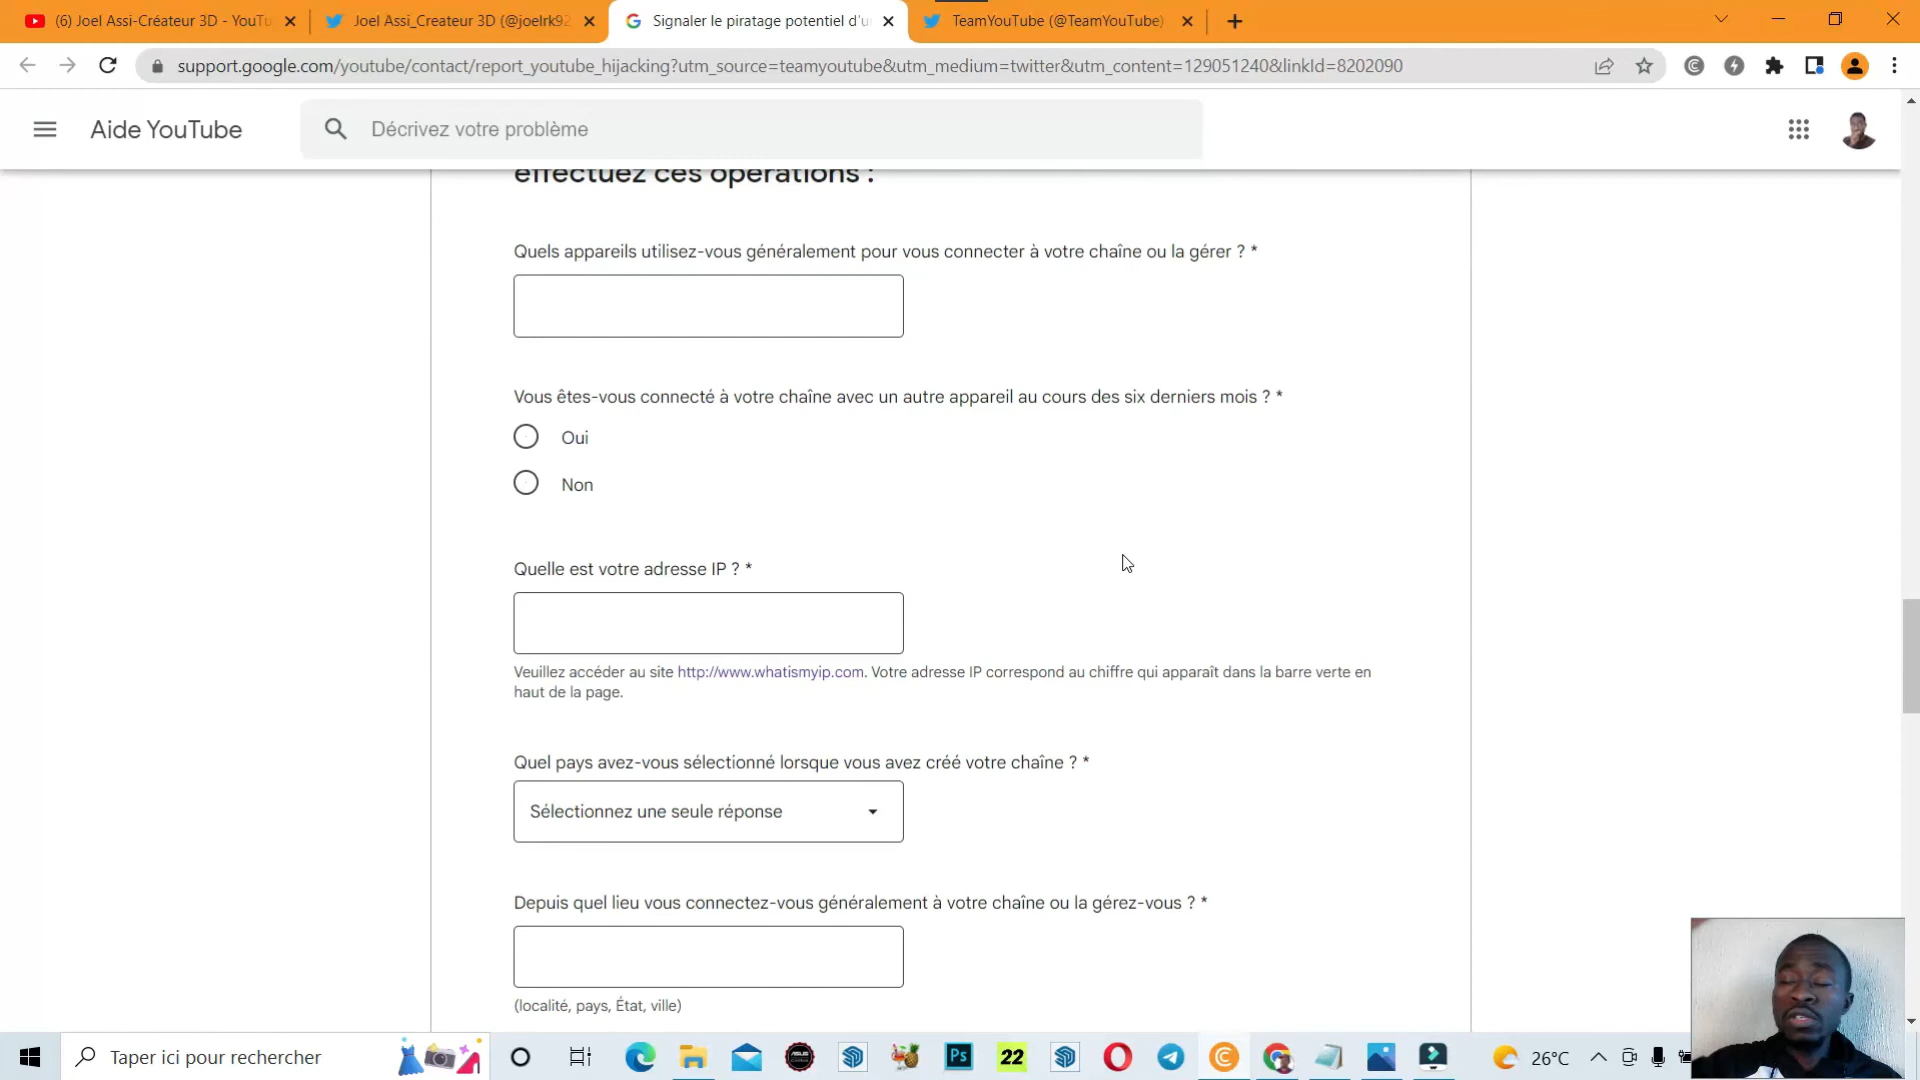 (6) Joel Assi-Créateur 3D - YouTu
Joel Assi_Createur 3D (@joelrk92
Signaler le piratage potentiel d'u
TeamYouTube (@TeamYouTube)
support.google.com/youtube/contact/report_youtube_hijacking?utm_source=teamyoutube&utm_medium=twitter&utm_content=129051240&linkId=8202090
Aide YouTube
Décrivez votre problème
effectuez ces opérations :
Quels appareils utilisez-vous généralement pour vous connecter à votre chaîne ou la gérer ? *
Vous êtes-vous connecté à votre chaîne avec un autre appareil au cours des six derniers mois ? *
Oui
Non
Quelle est votre adresse IP ? *
Veuillez accéder au site http://www.whatismyip.com. Votre adresse IP correspond au chiffre qui apparaît dans la barre verte en
haut de la page.
Quel pays avez-vous sélectionné lorsque vous avez créé votre chaîne ? *
Sélectionnez une seule réponse
Depuis quel lieu vous connectez-vous généralement à votre chaîne ou la gérez-vous ? *
(localité, pays, État, ville)
Taper ici pour rechercher
Ps
22
26°C